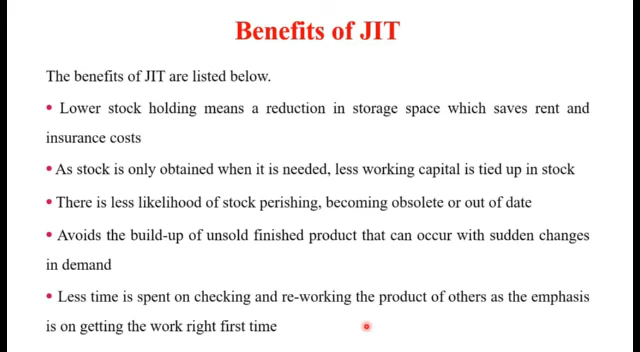 Benefits of JIT
The benefits of JIT are listed below.
• Lower stock holding means a reduction in storage space which saves rent and
insurance costs
• As stock is only obtained when it is needed, less working capital is tied up in stock
• There is less likelihood of stock perishing, becoming obsolete or out of date
• Avoids the build-up of unsold finished product that can occur with sudden changes
in demand
• Less time is spent on checking and re-working the product of others as the emphasis
is on getting the work right first time